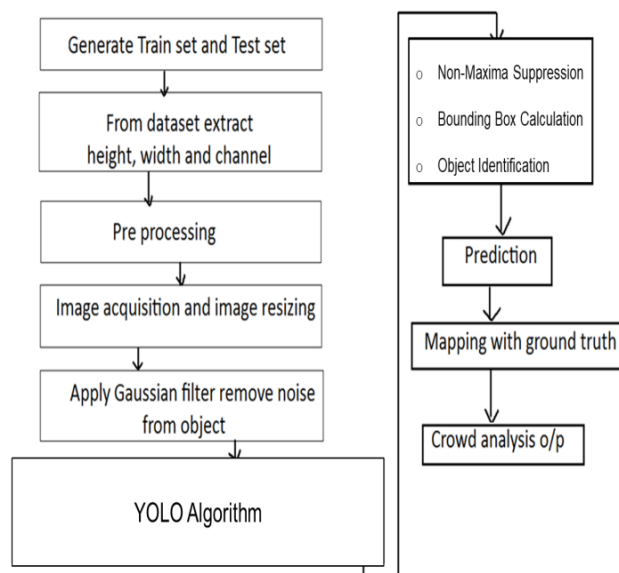 Generate Train set and Test set
From dataset extract
height, width and channel
Pre processing
Image acquisition and image resizing
Apply Gaussian filter remove noise
from object
YOLO Algorithm
o Non-Maxima Suppression
o Bounding Box Calculation
o Object Identification
Prediction
Mapping with ground truth
Crowd analysis o/p